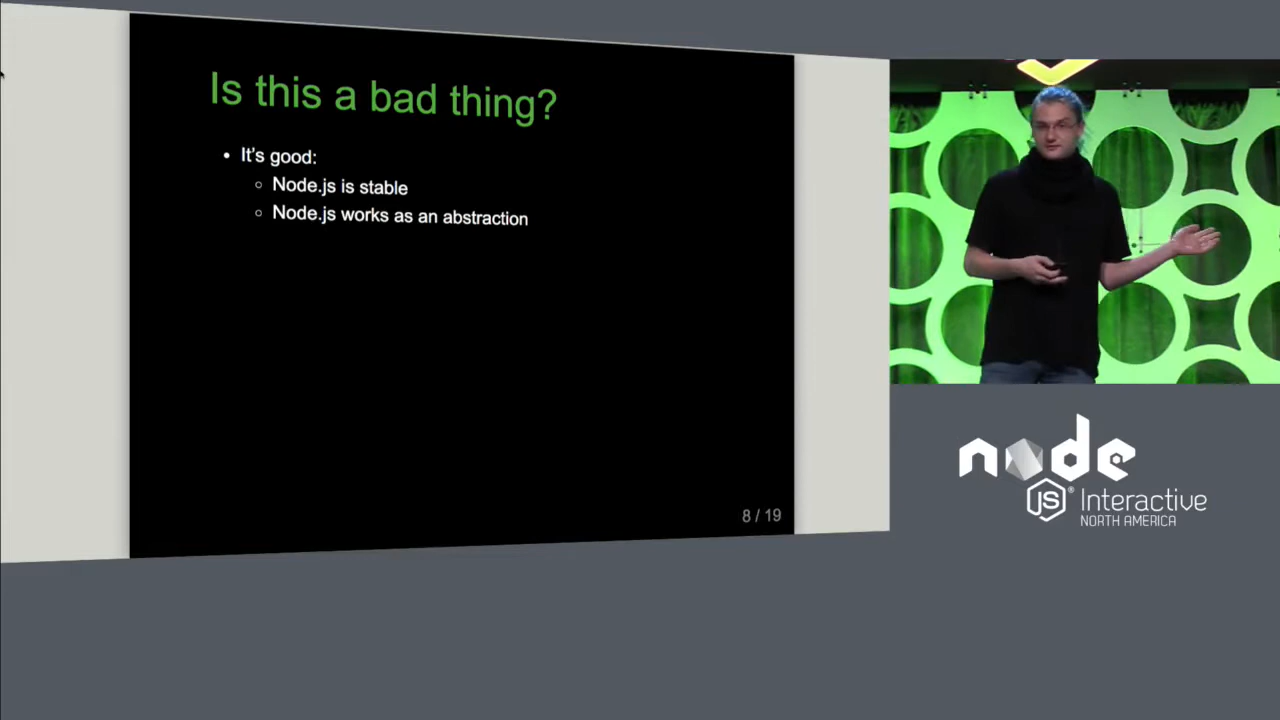 Is this a bad thing?
• It's good:
○ Node.js is stable
○ Node.js works as an abstraction
8 / 19
node
JS® Interactive
NORTH AMERICA